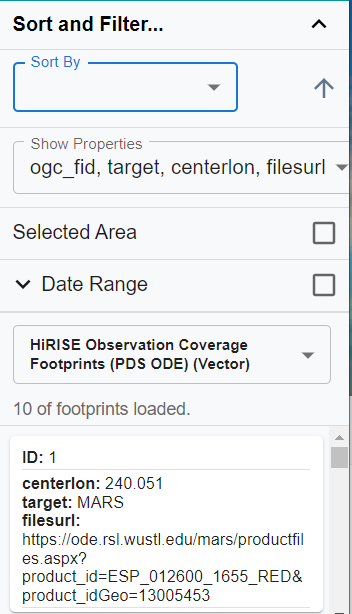 Sort and Filter...
Sort By
Show Properties
ogc_fid, target, centerlon, filesurl
Selected Area
Date Range
HiRISE Observation Coverage
Footprints (PDS ODE) (Vector)
10 of footprints loaded.
ID: 1
centerlon: 240.051
target: MARS
filesurl:
https://ode.rsl.wustl.edu/mars/productfil
es.aspx?
product_id=ESP_012600_1655_RED&
product_idGeo=13005453